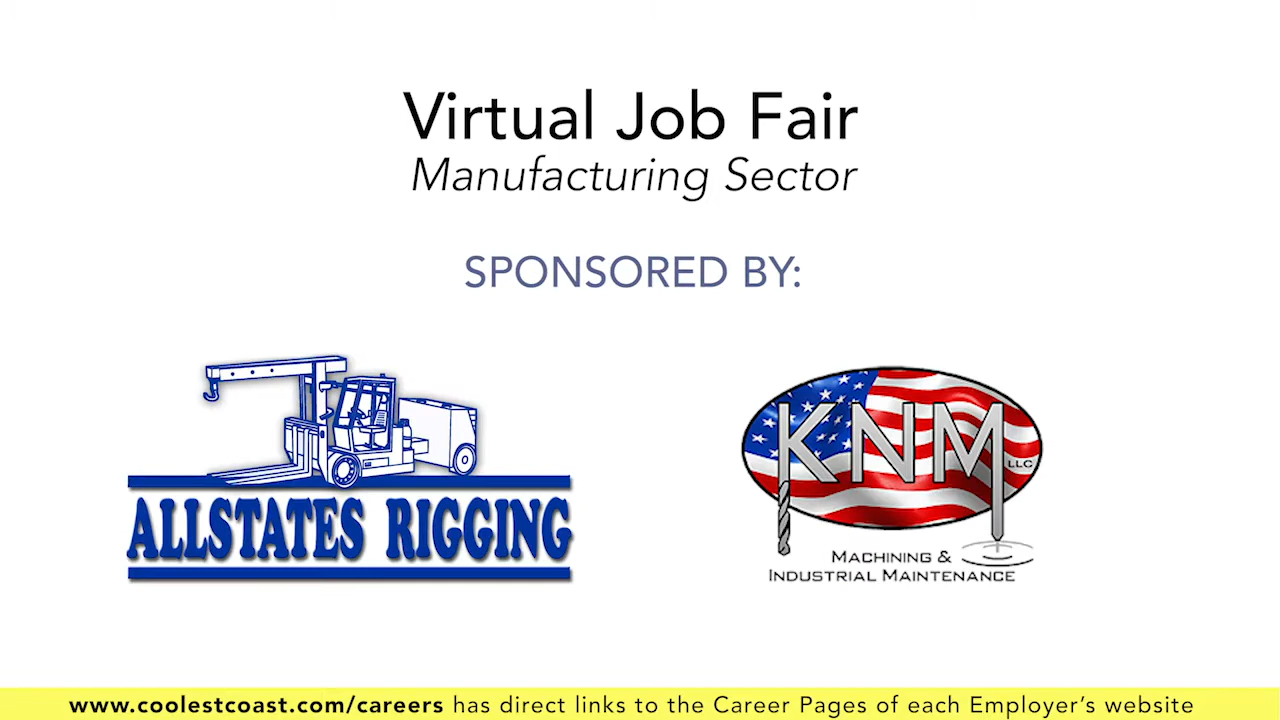 Virtual Job Fair
Manufacturing Sector
SPONSORED BY:
ALLSTATES RIGGING
KNM
LLC
MACHINING &
INDUSTRIAL MAINTENANCE
www.coolestcoast.com/careers has direct links to the Career Pages of each Employer’s website